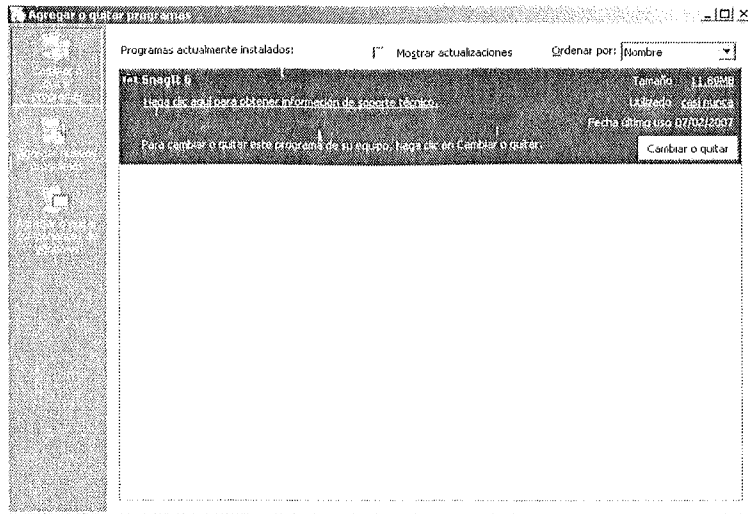 Agregar o quitar programas
Programas actualmente instalados:
Mostrar actualizaciones
Ordenar por: Nombre
SnagIt 6
Tamaño 11.60MB
Haga clic aquí para obtener información de soporte técnico.
Utilizado casi nunca
Fecha último uso 07/02/2007
Para cambiar o quitar este programa de su equipo, haga clic en Cambiar o quitar.
Cambiar o quitar